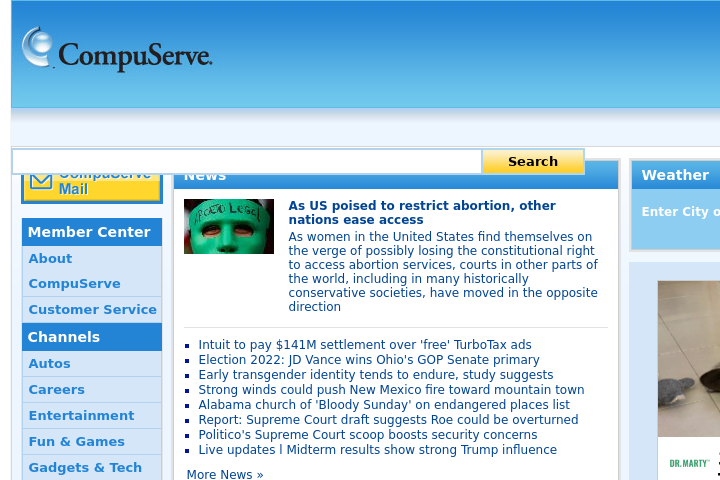 CompuServe.
Search
CompuServe
Mail
News
Weather
Enter City o
As US poised to restrict abortion, other
nations ease access
As women in the United States find themselves on
the verge of possibly losing the constitutional right
to access abortion services, courts in other parts of
the world, including in many historically
conservative societies, have moved in the opposite
direction
ABORTO LEGAL
Member Center
About
CompuServe
Customer Service
Channels
Autos
Careers
Entertainment
Fun & Games
Gadgets & Tech
Intuit to pay $141M settlement over 'free' TurboTax ads
Election 2022: JD Vance wins Ohio's GOP Senate primary
Early transgender identity tends to endure, study suggests
Strong winds could push New Mexico fire toward mountain town
Alabama church of 'Bloody Sunday' on endangered places list
Report: Supreme Court draft suggests Roe could be overturned
Politico's Supreme Court scoop boosts security concerns
Live updates l Midterm results show strong Trump influence
More News »
DR. MARTY